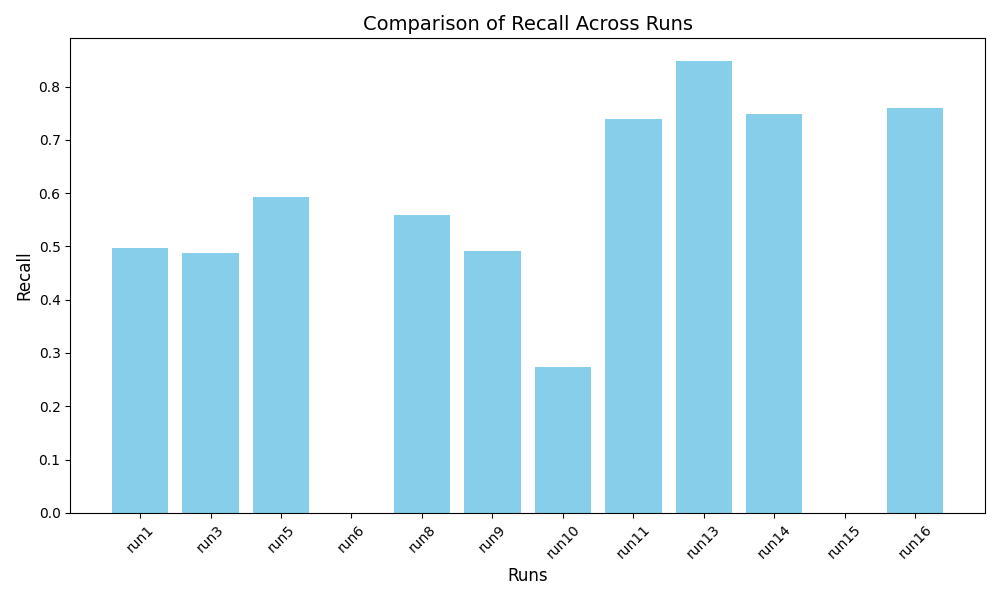 Comparison of Recall Across Runs
Recall
0.8
0.7
0.6
0.5
0.4
0.3
0.2
0.1
0.0
run1 run3 run5 run6 run8 run9 run10 run11 run13 run14 run15 run16
Runs